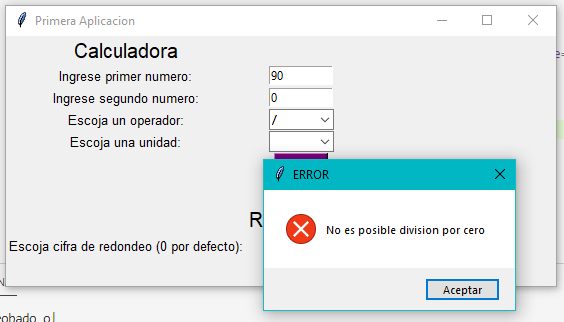 Primera Aplicacion
Calculadora
Ingrese primer numero: 90
Ingrese segundo numero: 0
Escoja un operador: /
Escoja una unidad:
ERROR
No es posible division por cero
Aceptar
R
Escoja cifra de redondeo (0 por defecto):